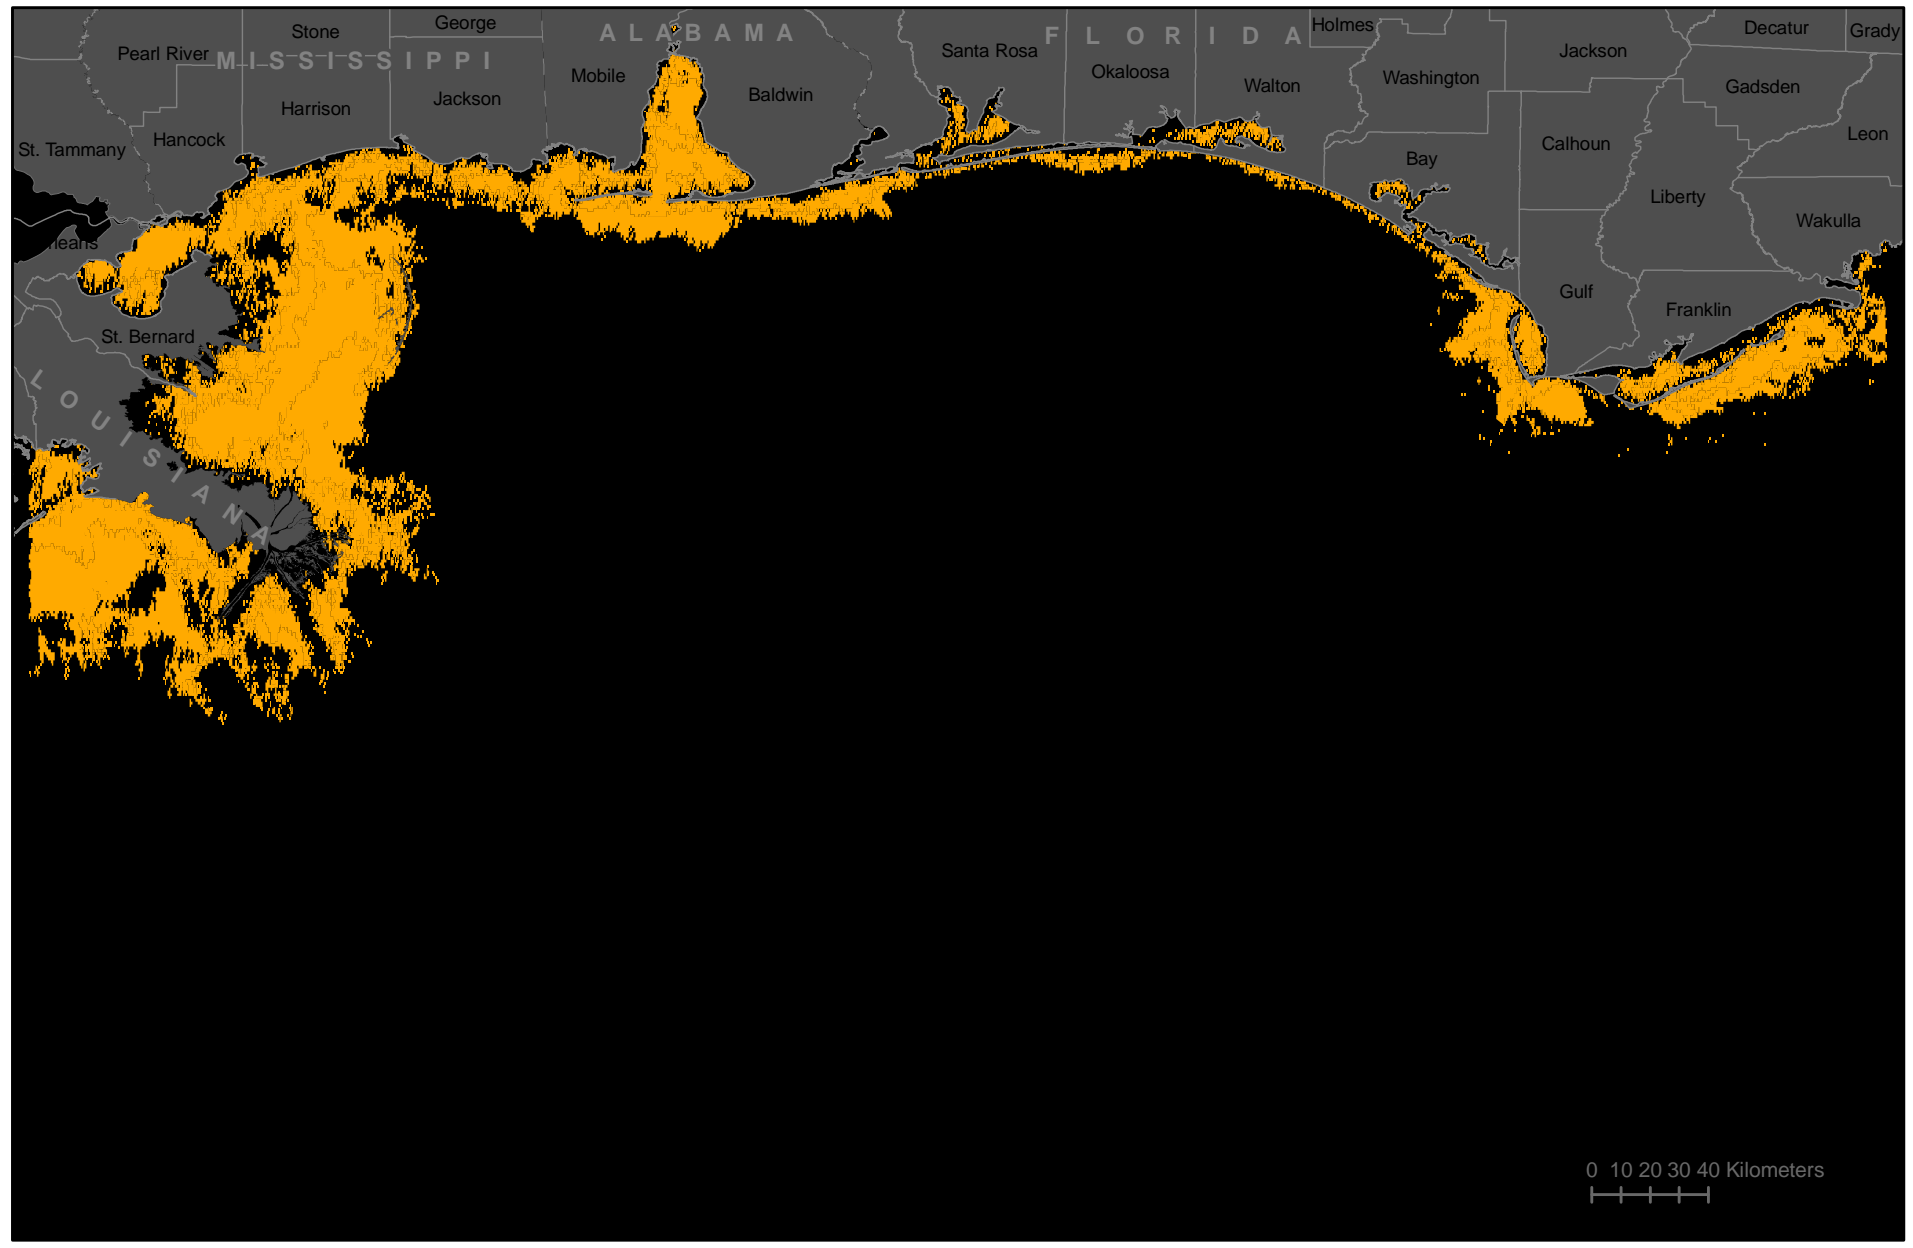 Stone
George
Holmes
Decatur
Grady
Pearl River
MISSISSIPPI
ALABAMA
FLORIDA
Santa Rosa
Jackson
Mobile
Okaloosa
Washington
Walton
Gadsden
Harrison
Jackson
Baldwin
Leon
Hancock
St. Tammany
Calhoun
Bay
Liberty
Wakulla
rleans
Gulf
Franklin
St. Bernard
LOUISIANA
0 10 20 30 40 Kilometers